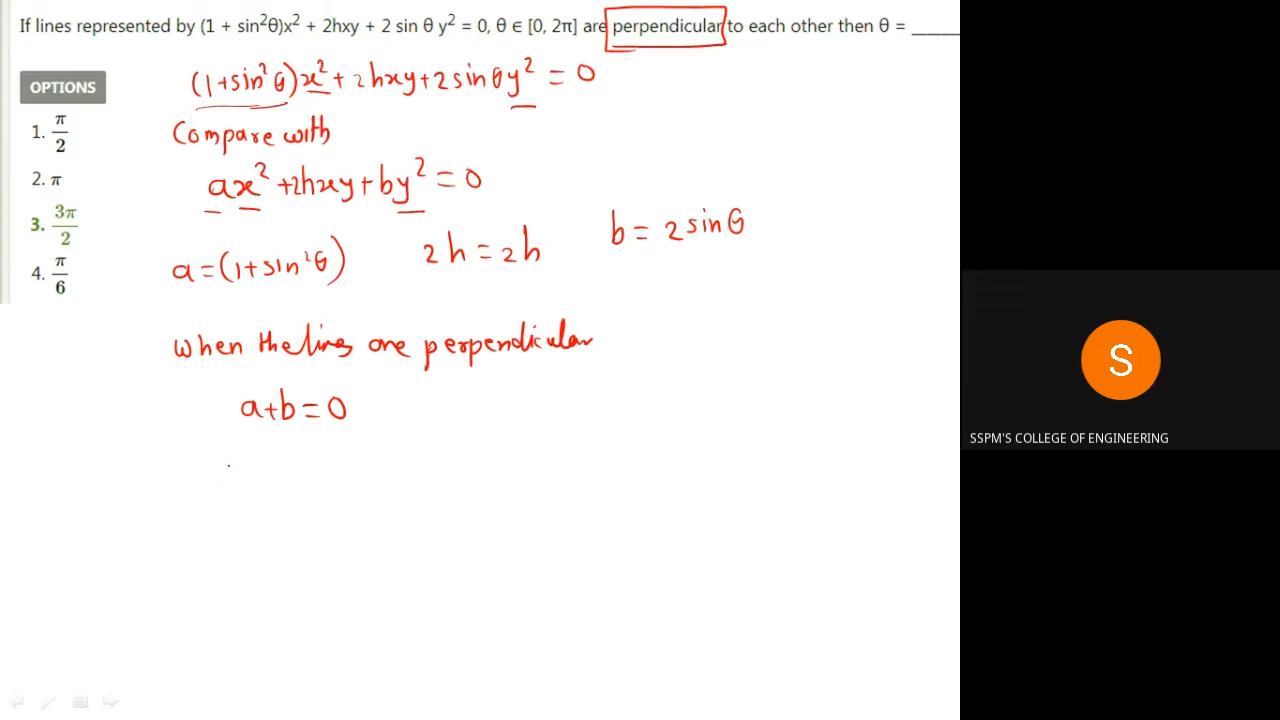 If lines represented by (1 + sin²θ)x² + 2hxy + 2 sin θ y² = 0, θ ∈ [0, 2π] are perpendicular to each other then θ = ______
OPTIONS
1. π/2
2. π
3. 3π/2
4. π/6
(1+sin²θ)x²+2hxy+2sinθy² = 0
Compare with
ax²+2hxy+by² = 0
a=(1+sin²θ) 2h=2h b=2sinθ
when the lines are perpendicular
a+b=0
S
SSPM'S COLLEGE OF ENGINEERING